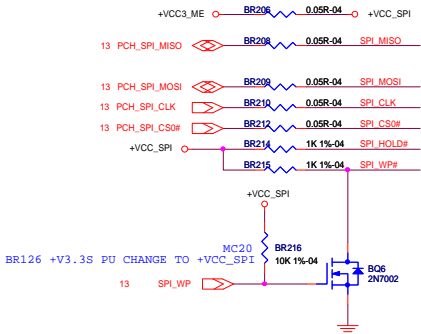 +VCC3_ME BR206 0.05R-04 +VCC_SPI
13 PCH_SPI_MISO BR208 0.05R-04 SPI_MISO
13 PCH_SPI_MOSI BR209 0.05R-04 SPI_MOSI
13 PCH_SPI_CLK BR210 0.05R-04 SPI_CLK
13 PCH_SPI_CS0# BR212 0.05R-04 SPI_CS0#
+VCC_SPI BR214 1K 1%-04 SPI_HOLD#
BR215 1K 1%-04 SPI_WP#
+VCC_SPI
MC20 BR216
BR126 +V3.3S PU CHANGE TO +VCC_SPI 10K 1%-04
BQ6
2N7002
13 SPI_WP